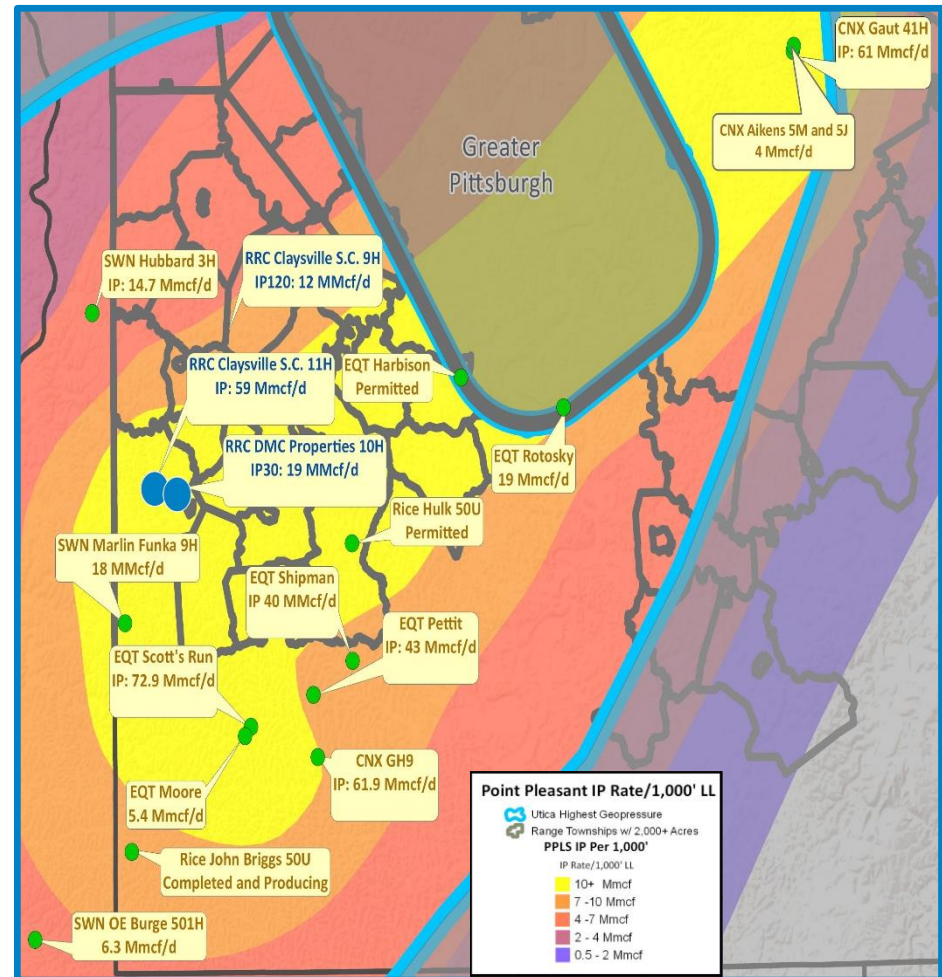 CNX Gaut 41H
IP: 61 Mmcf/d
CNX Aikens 5M and 5J
4 Mmcf/d
Greater
Pittsburgh
SWN Hubbard 3H
IP: 14.7 Mmcf/d
RRC Claysville S.C. 9H
IP120: 12 MMcf/d
RRC Claysville S.C. 11H
IP: 59 Mmcf/d
EQT Harbison
Permitted
RRC DMC Properties 10H
IP30: 19 MMcf/d
EQT Rotosky
19 Mmcf/d
Rice Hulk 50U
Permitted
SWN Marlin Funka 9H
18 MMcf/d
EQT Shipman
IP 40 MMcf/d
EQT Pettit
IP: 43 Mmcf/d
EQT Scott's Run
IP: 72.9 Mmcf/d
CNX GH9
IP: 61.9 Mmcf/d
EQT Moore
5.4 Mmcf/d
Rice John Briggs 50U
Completed and Producing
SWN OE Burge 501H
6.3 Mmcf/d
Point Pleasant IP Rate/1,000' LL
Utica Highest Geopressure
Range Townships w/ 2,000+ Acres
PPLS IP Per 1,000'
IP Rate/1,000' LL
10+ Mmcf
7 -10 Mmcf
4 -7 Mmcf
2 - 4 Mmcf
0.5 - 2 Mmcf